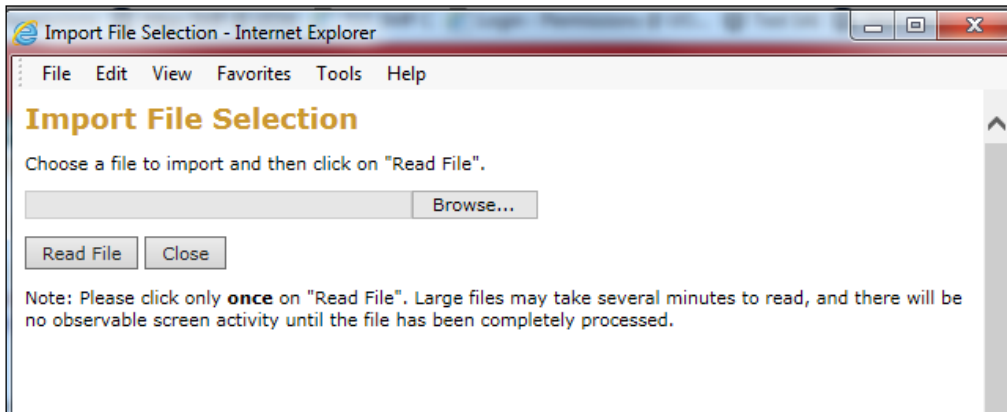 Import File Selection - Internet Explorer
File Edit View Favorites Tools Help
Import File Selection
Choose a file to import and then click on "Read File".
Browse...
Read File Close
Note: Please click only once on "Read File". Large files may take several minutes to read, and there will be
no observable screen activity until the file has been completely processed.